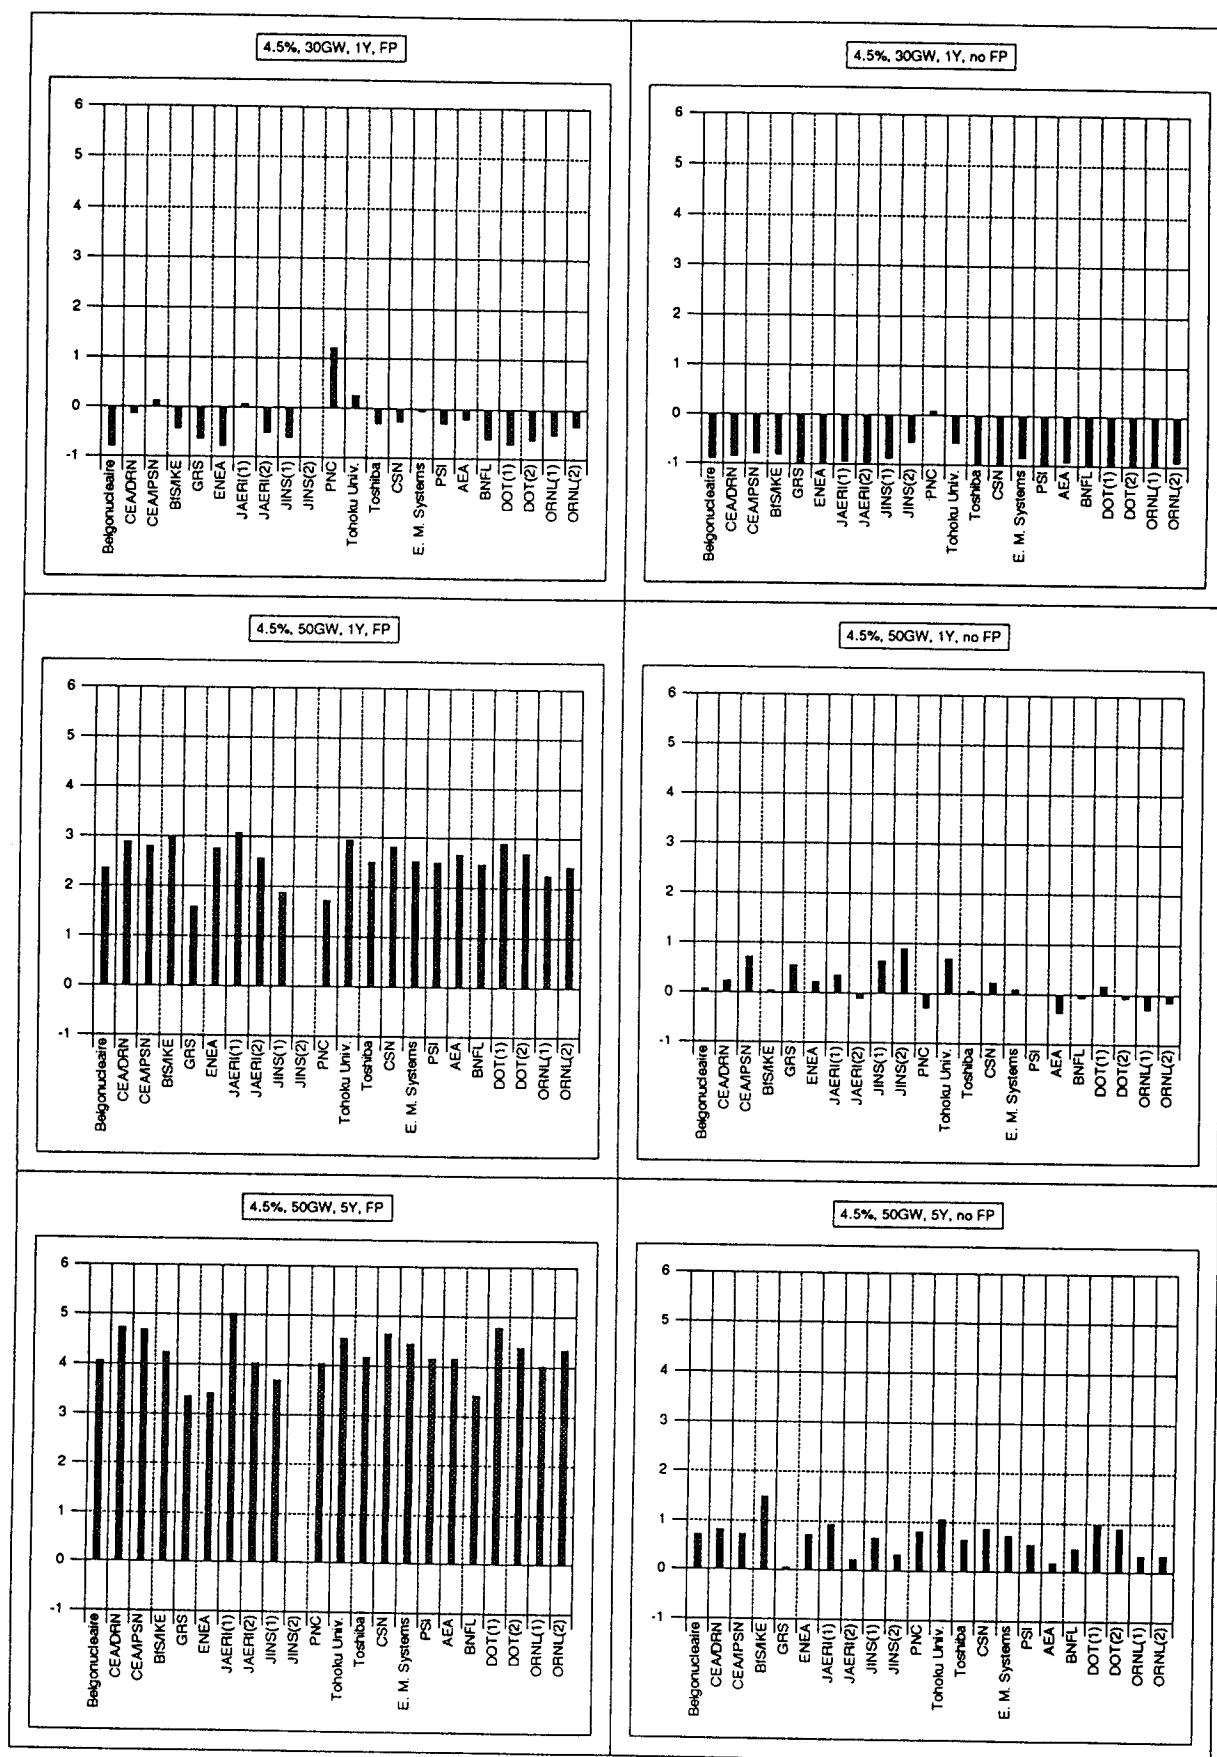 4.5%, 30GW, 1Y, FP
6
5
4
3
2
1
0
-1
Belgonucleaire
CEA/DRN
CEA/IPSN
BfS/IKE
GRS
ENEA
JAERI(1)
JAERI(2)
JINS(1)
JINS(2)
PNC
Tohoku Univ.
Toshiba
CSN
E. M. Systems
PSI
AEA
BNFL
DOT(1)
DOT(2)
ORNL(1)
ORNL(2)
4.5%, 30GW, 1Y, no FP
6
5
4
3
2
1
0
-1
Belgonucleaire
CEA/DRN
CEA/IPSN
BfS/IKE
GRS
ENEA
JAERI(1)
JAERI(2)
JINS(1)
JINS(2)
PNC
Tohoku Univ.
Toshiba
CSN
E. M. Systems
PSI
AEA
BNFL
DOT(1)
DOT(2)
ORNL(1)
ORNL(2)
4.5%, 50GW, 1Y, FP
6
5
4
3
2
1
0
-1
Belgonucleaire
CEA/DRN
CEA/IPSN
BfS/IKE
GRS
ENEA
JAERI(1)
JAERI(2)
JINS(1)
JINS(2)
PNC
Tohoku Univ.
Toshiba
CSN
E. M. Systems
PSI
AEA
BNFL
DOT(1)
DOT(2)
ORNL(1)
ORNL(2)
4.5%, 50GW, 1Y, no FP
6
5
4
3
2
1
0
-1
Belgonucleaire
CEA/DRN
CEA/IPSN
BfS/IKE
GRS
ENEA
JAERI(1)
JAERI(2)
JINS(1)
JINS(2)
PNC
Tohoku Univ.
Toshiba
CSN
E. M. Systems
PSI
AEA
BNFL
DOT(1)
DOT(2)
ORNL(1)
ORNL(2)
4.5%, 50GW, 5Y, FP
6
5
4
3
2
1
0
-1
Belgonucleaire
CEA/DRN
CEA/IPSN
BfS/IKE
GRS
ENEA
JAERI(1)
JAERI(2)
JINS(1)
JINS(2)
PNC
Tohoku Univ.
Toshiba
CSN
E. M. Systems
PSI
AEA
BNFL
DOT(1)
DOT(2)
ORNL(1)
ORNL(2)
4.5%, 50GW, 5Y, no FP
6
5
4
3
2
1
0
-1
Belgonucleaire
CEA/DRN
CEA/IPSN
BfS/IKE
GRS
ENEA
JAERI(1)
JAERI(2)
JINS(1)
JINS(2)
PNC
Tohoku Univ.
Toshiba
CSN
E. M. Systems
PSI
AEA
BNFL
DOT(1)
DOT(2)
ORNL(1)
ORNL(2)